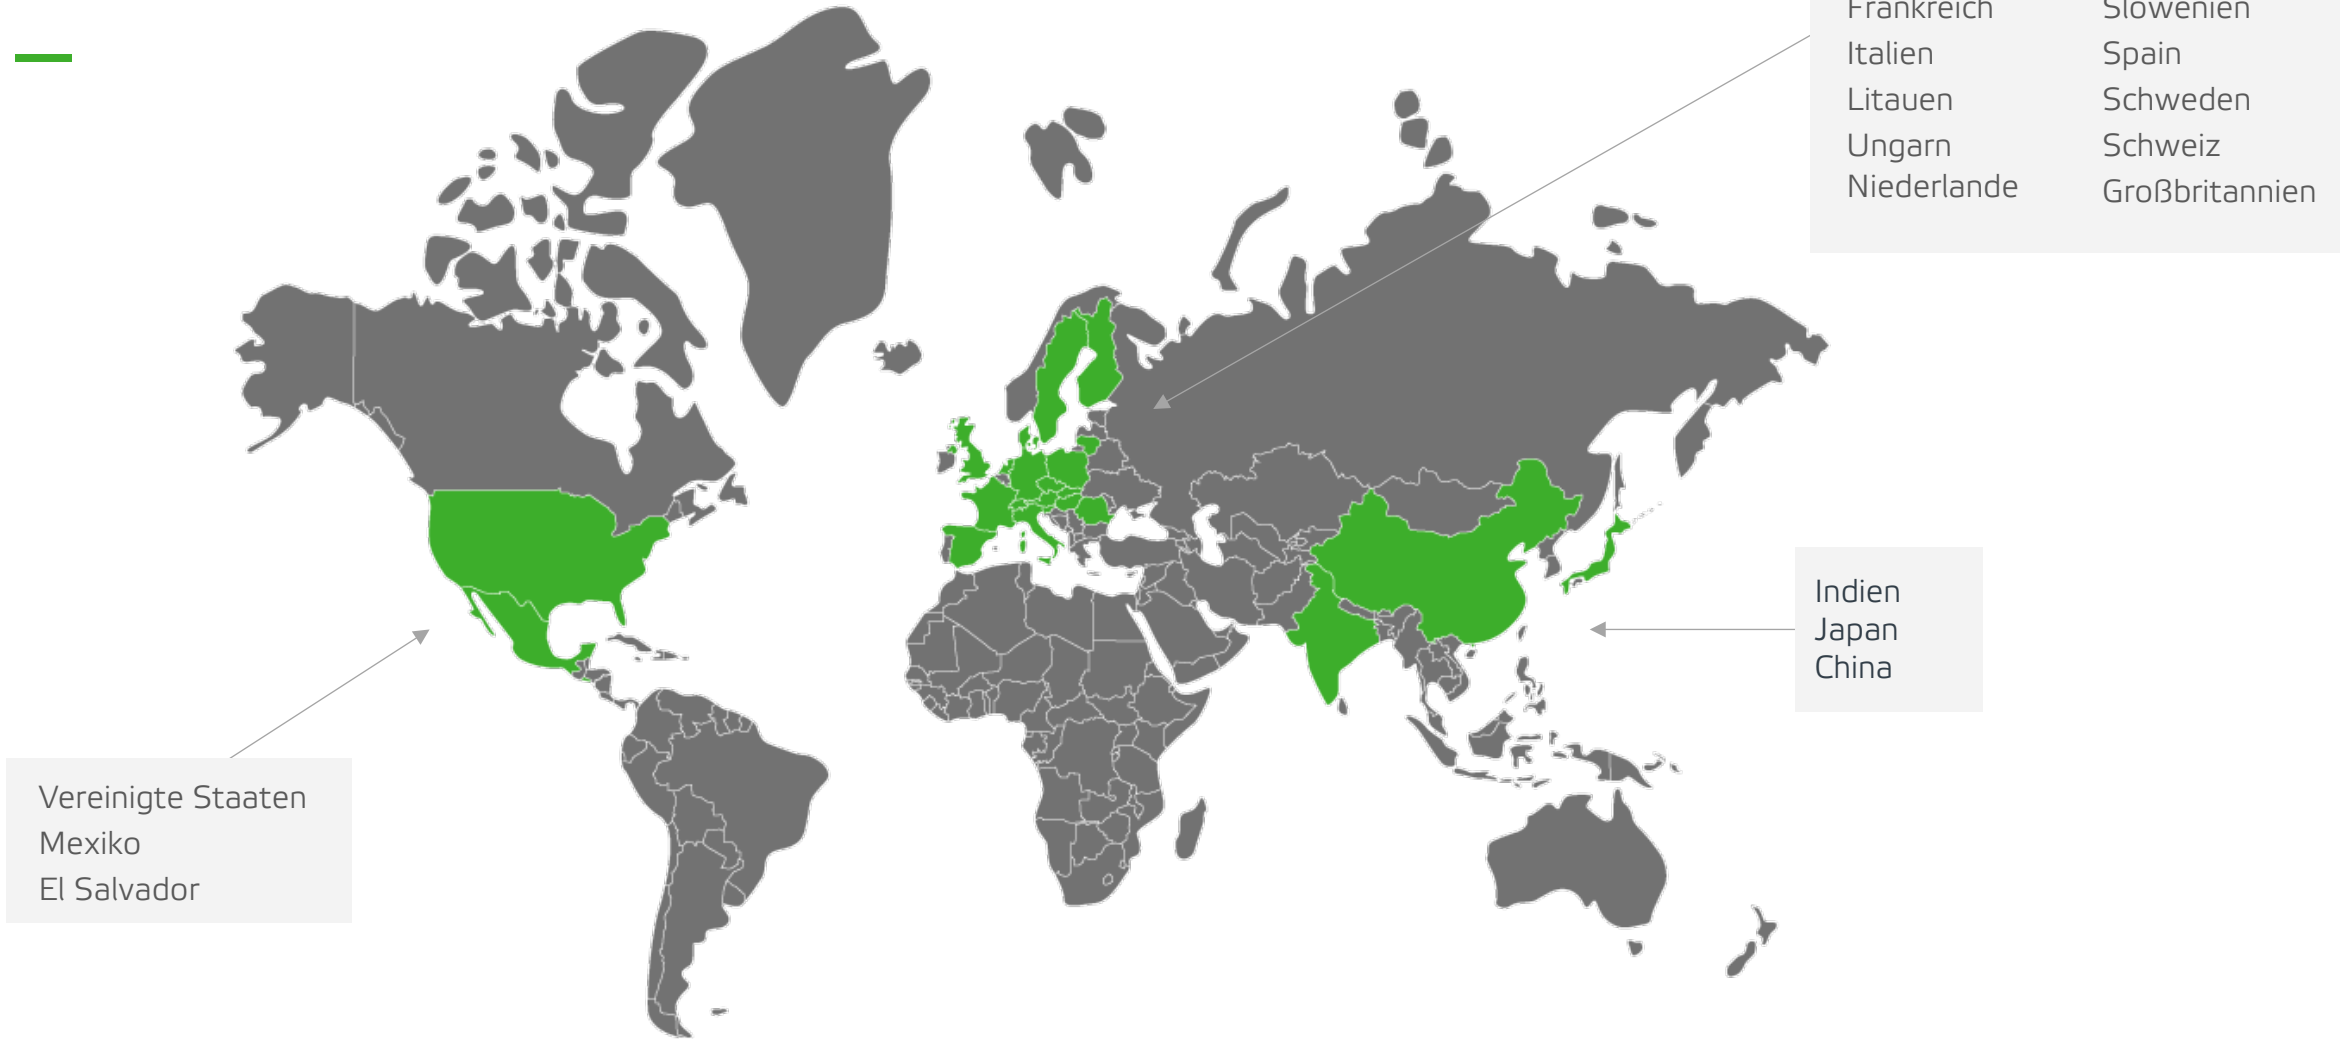 Frankreich
Italien
Litauen
Ungarn
Niederlande
Slowenien
Spain
Schweden
Schweiz
Großbritannien
Indien
Japan
China
Vereinigte Staaten
Mexiko
El Salvador